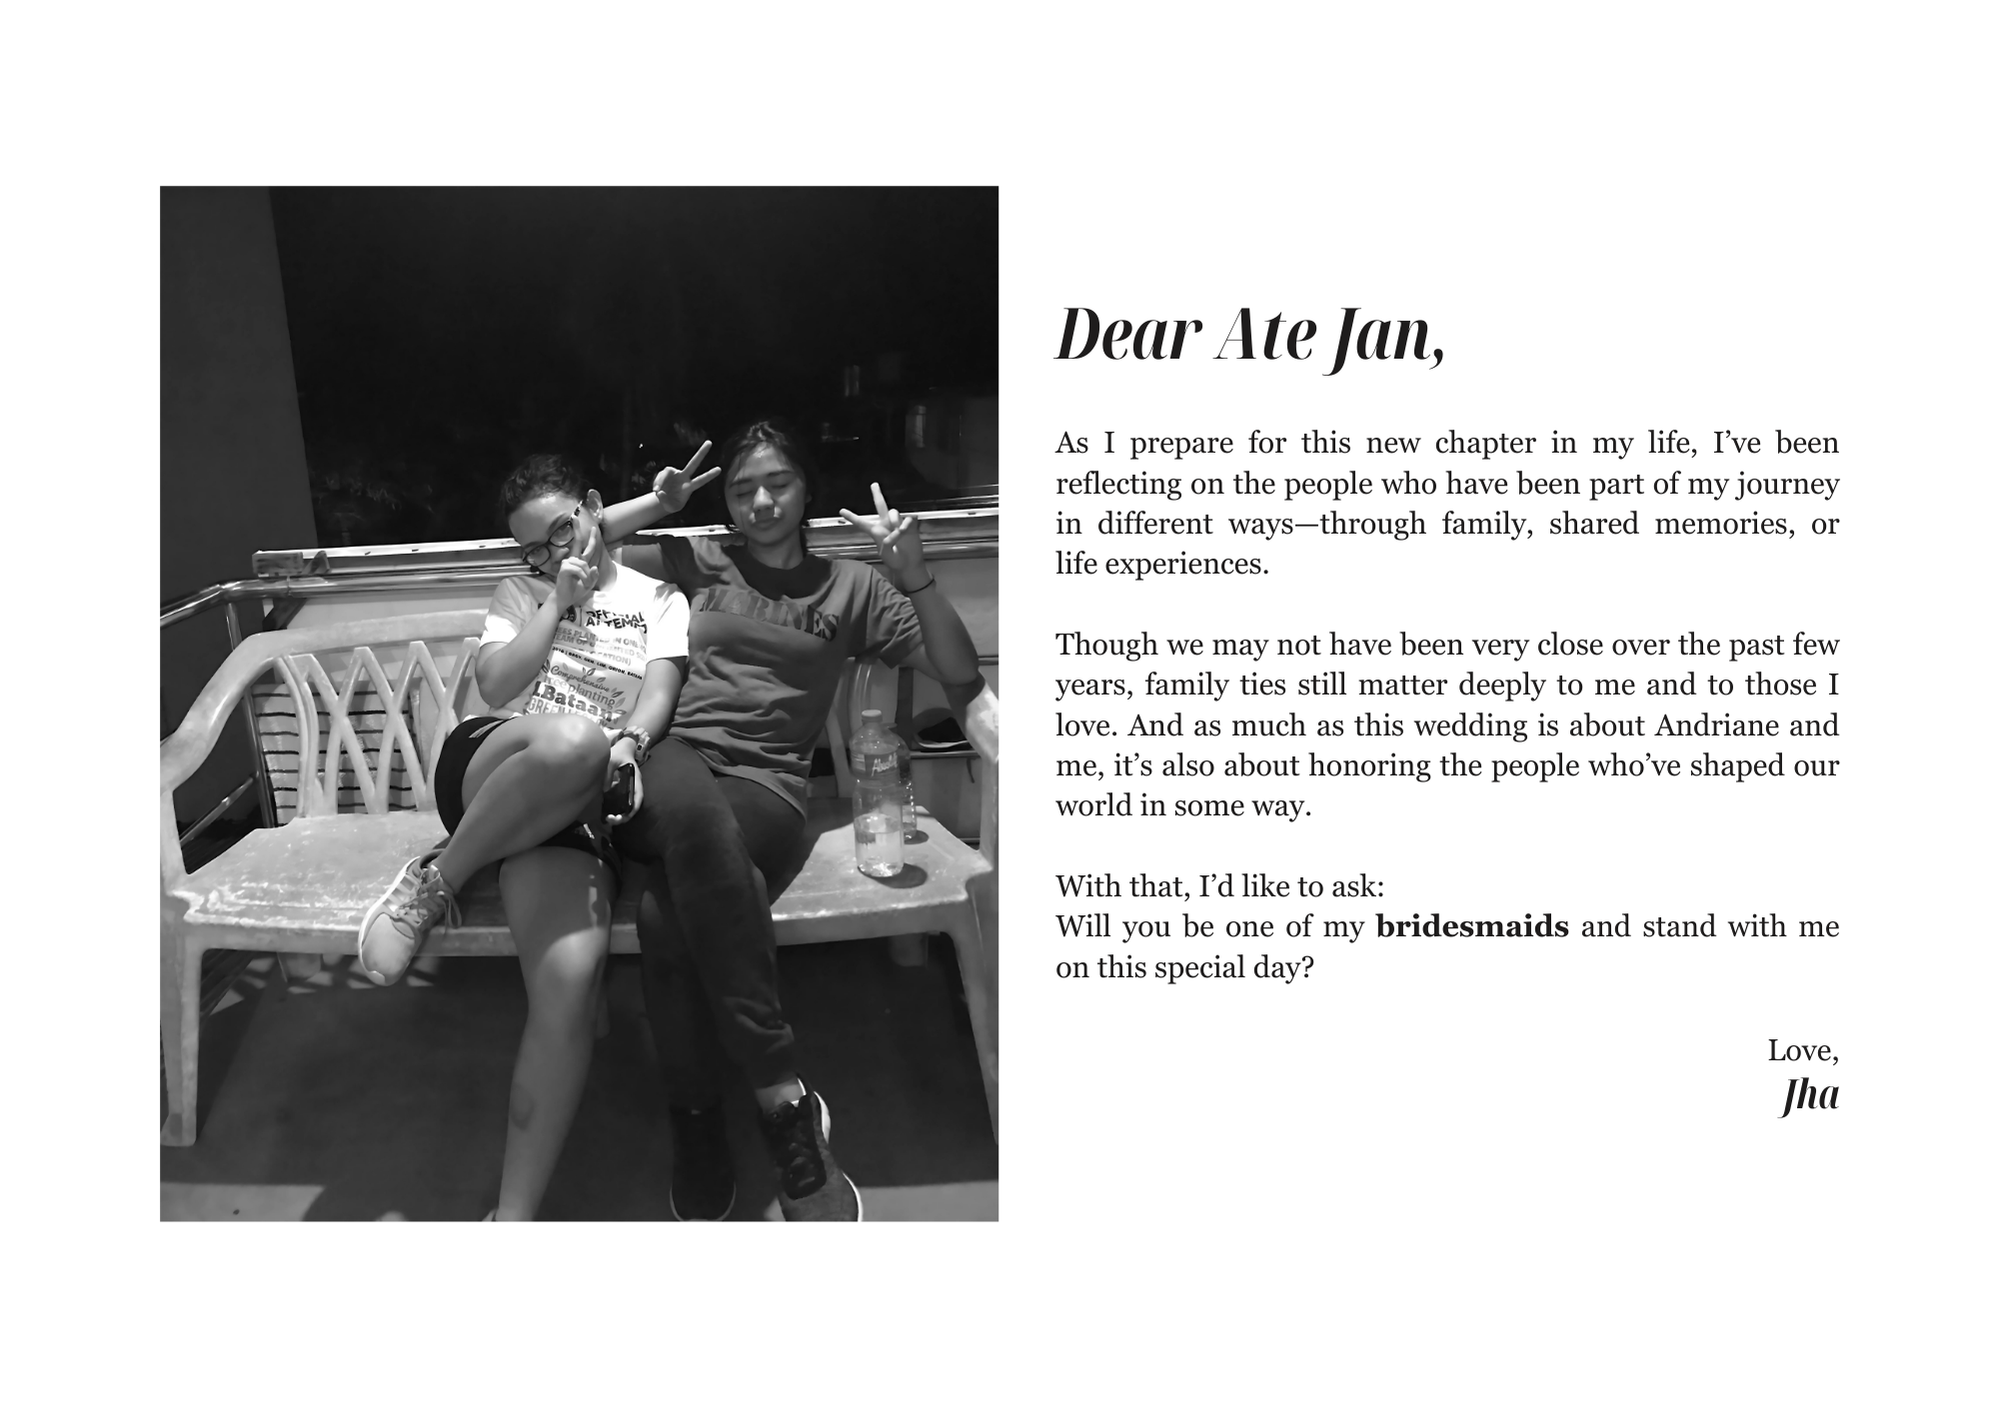 Dear Ate Jan,
As I prepare for this new chapter in my life, I’ve been
reflecting on the people who have been part of my journey
in different ways—through family, shared memories, or
life experiences.
Though we may not have been very close over the past few
years, family ties still matter deeply to me and to those I
love. And as much as this wedding is about Andriane and
me, it’s also about honoring the people who’ve shaped our
world in some way.
With that, I’d like to ask:
Will you be one of my bridesmaids and stand with me
on this special day?
Love,
Jha
MARINES
ATTEMPT
Comprehensive
Bataan